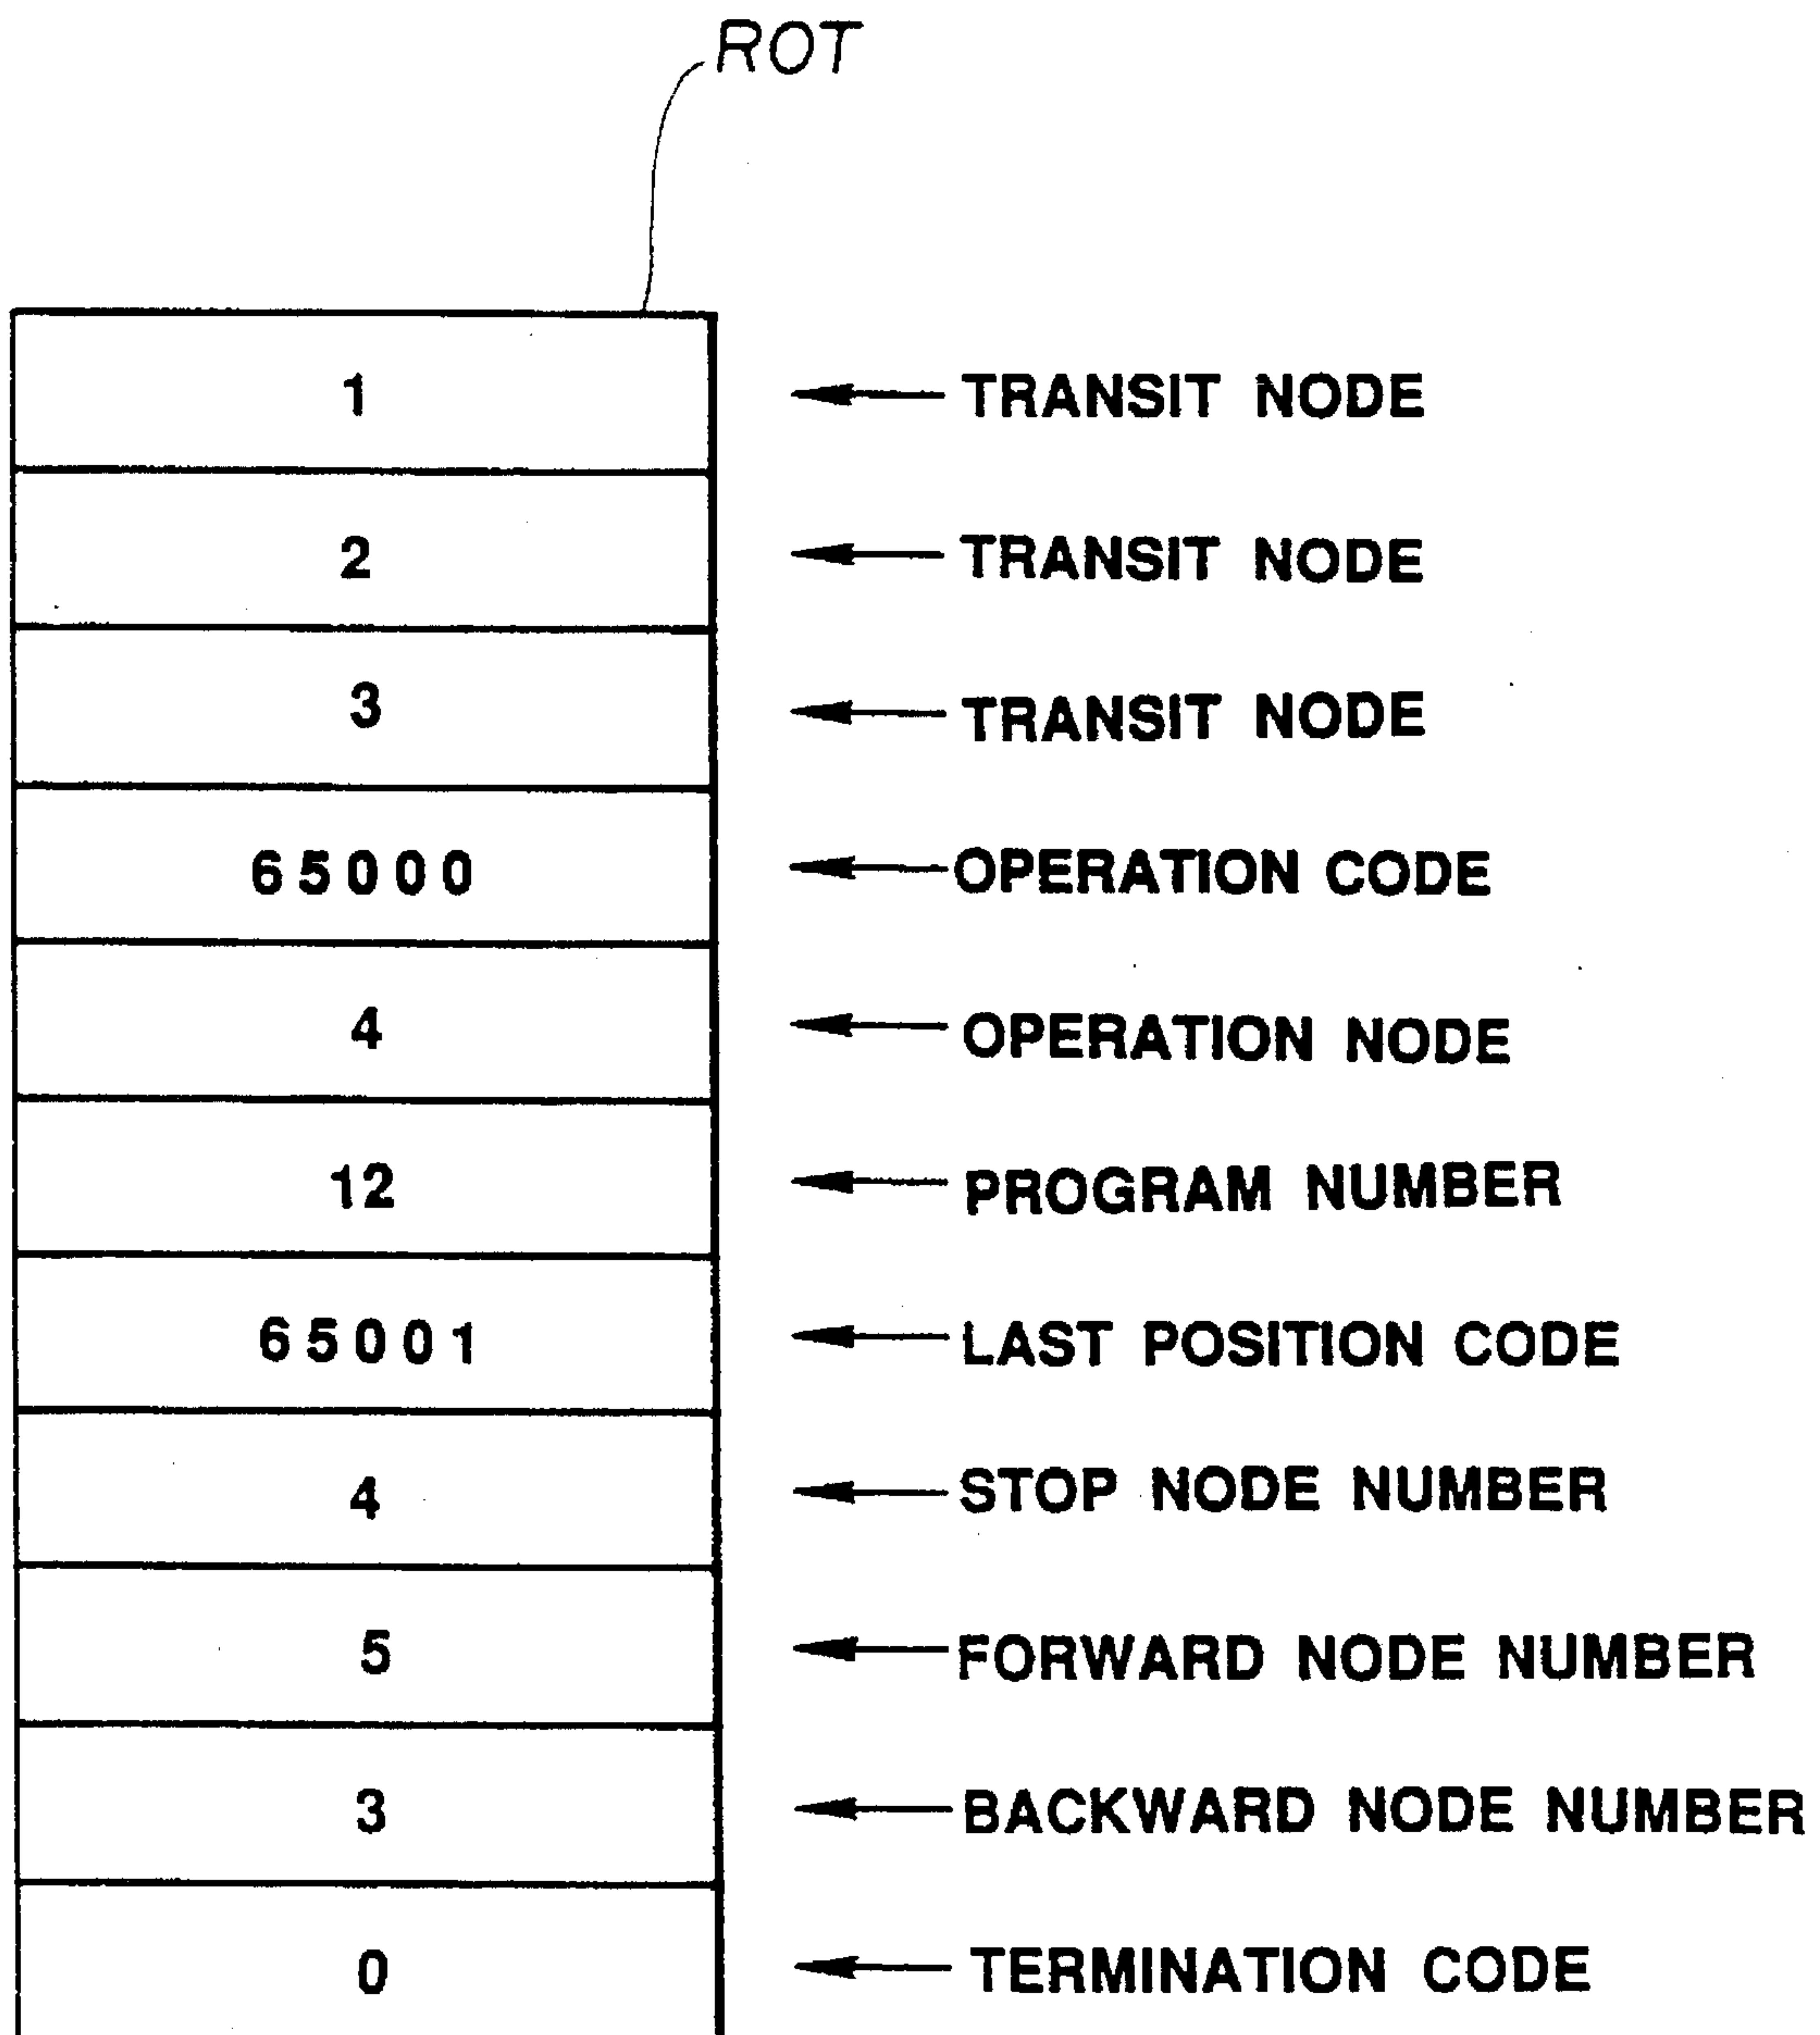 ROT
1 TRANSIT NODE
2 TRANSIT NODE
3 TRANSIT NODE
65000 OPERATION CODE
4 OPERATION NODE
12 PROGRAM NUMBER
65001 LAST POSITION CODE
4 STOP NODE NUMBER
5 FORWARD NODE NUMBER
3 BACKWARD NODE NUMBER
0 TERMINATION CODE